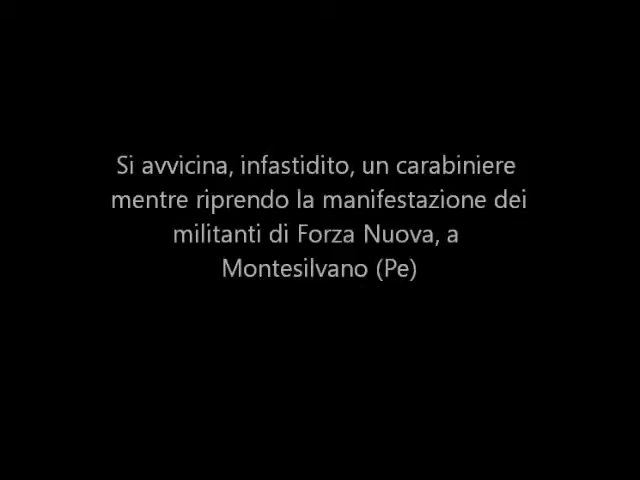 Si avvicina, infastidito, un carabiniere
mentre riprendo la manifestazione dei
militanti di Forza Nuova, a
Montesilvano (Pe)